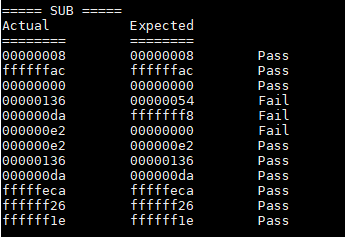 ===== SUB =====
Actual Expected
======== ========
00000008 00000008 Pass
ffffffac ffffffac Pass
00000000 00000000 Pass
00000136 00000054 Fail
000000da fffffff8 Fail
000000e2 00000000 Fail
000000e2 000000e2 Pass
00000136 00000136 Pass
000000da 000000da Pass
fffffeca fffffeca Pass
ffffff26 ffffff26 Pass
ffffff1e ffffff1e Pass